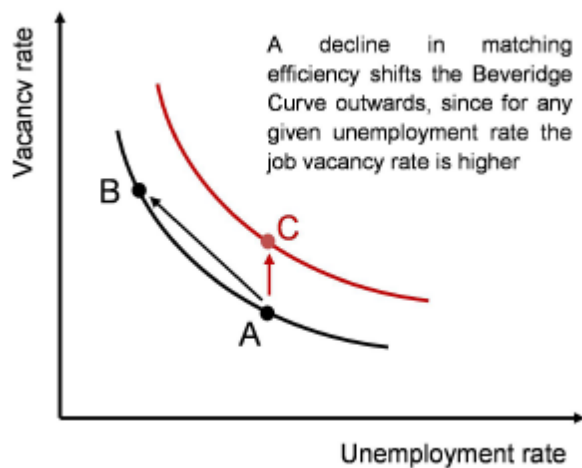 Vacancy rate
A decline in matching
efficiency shifts the Beveridge
Curve outwards, since for any
given unemployment rate the
job vacancy rate is higher
B
C
A
Unemployment rate